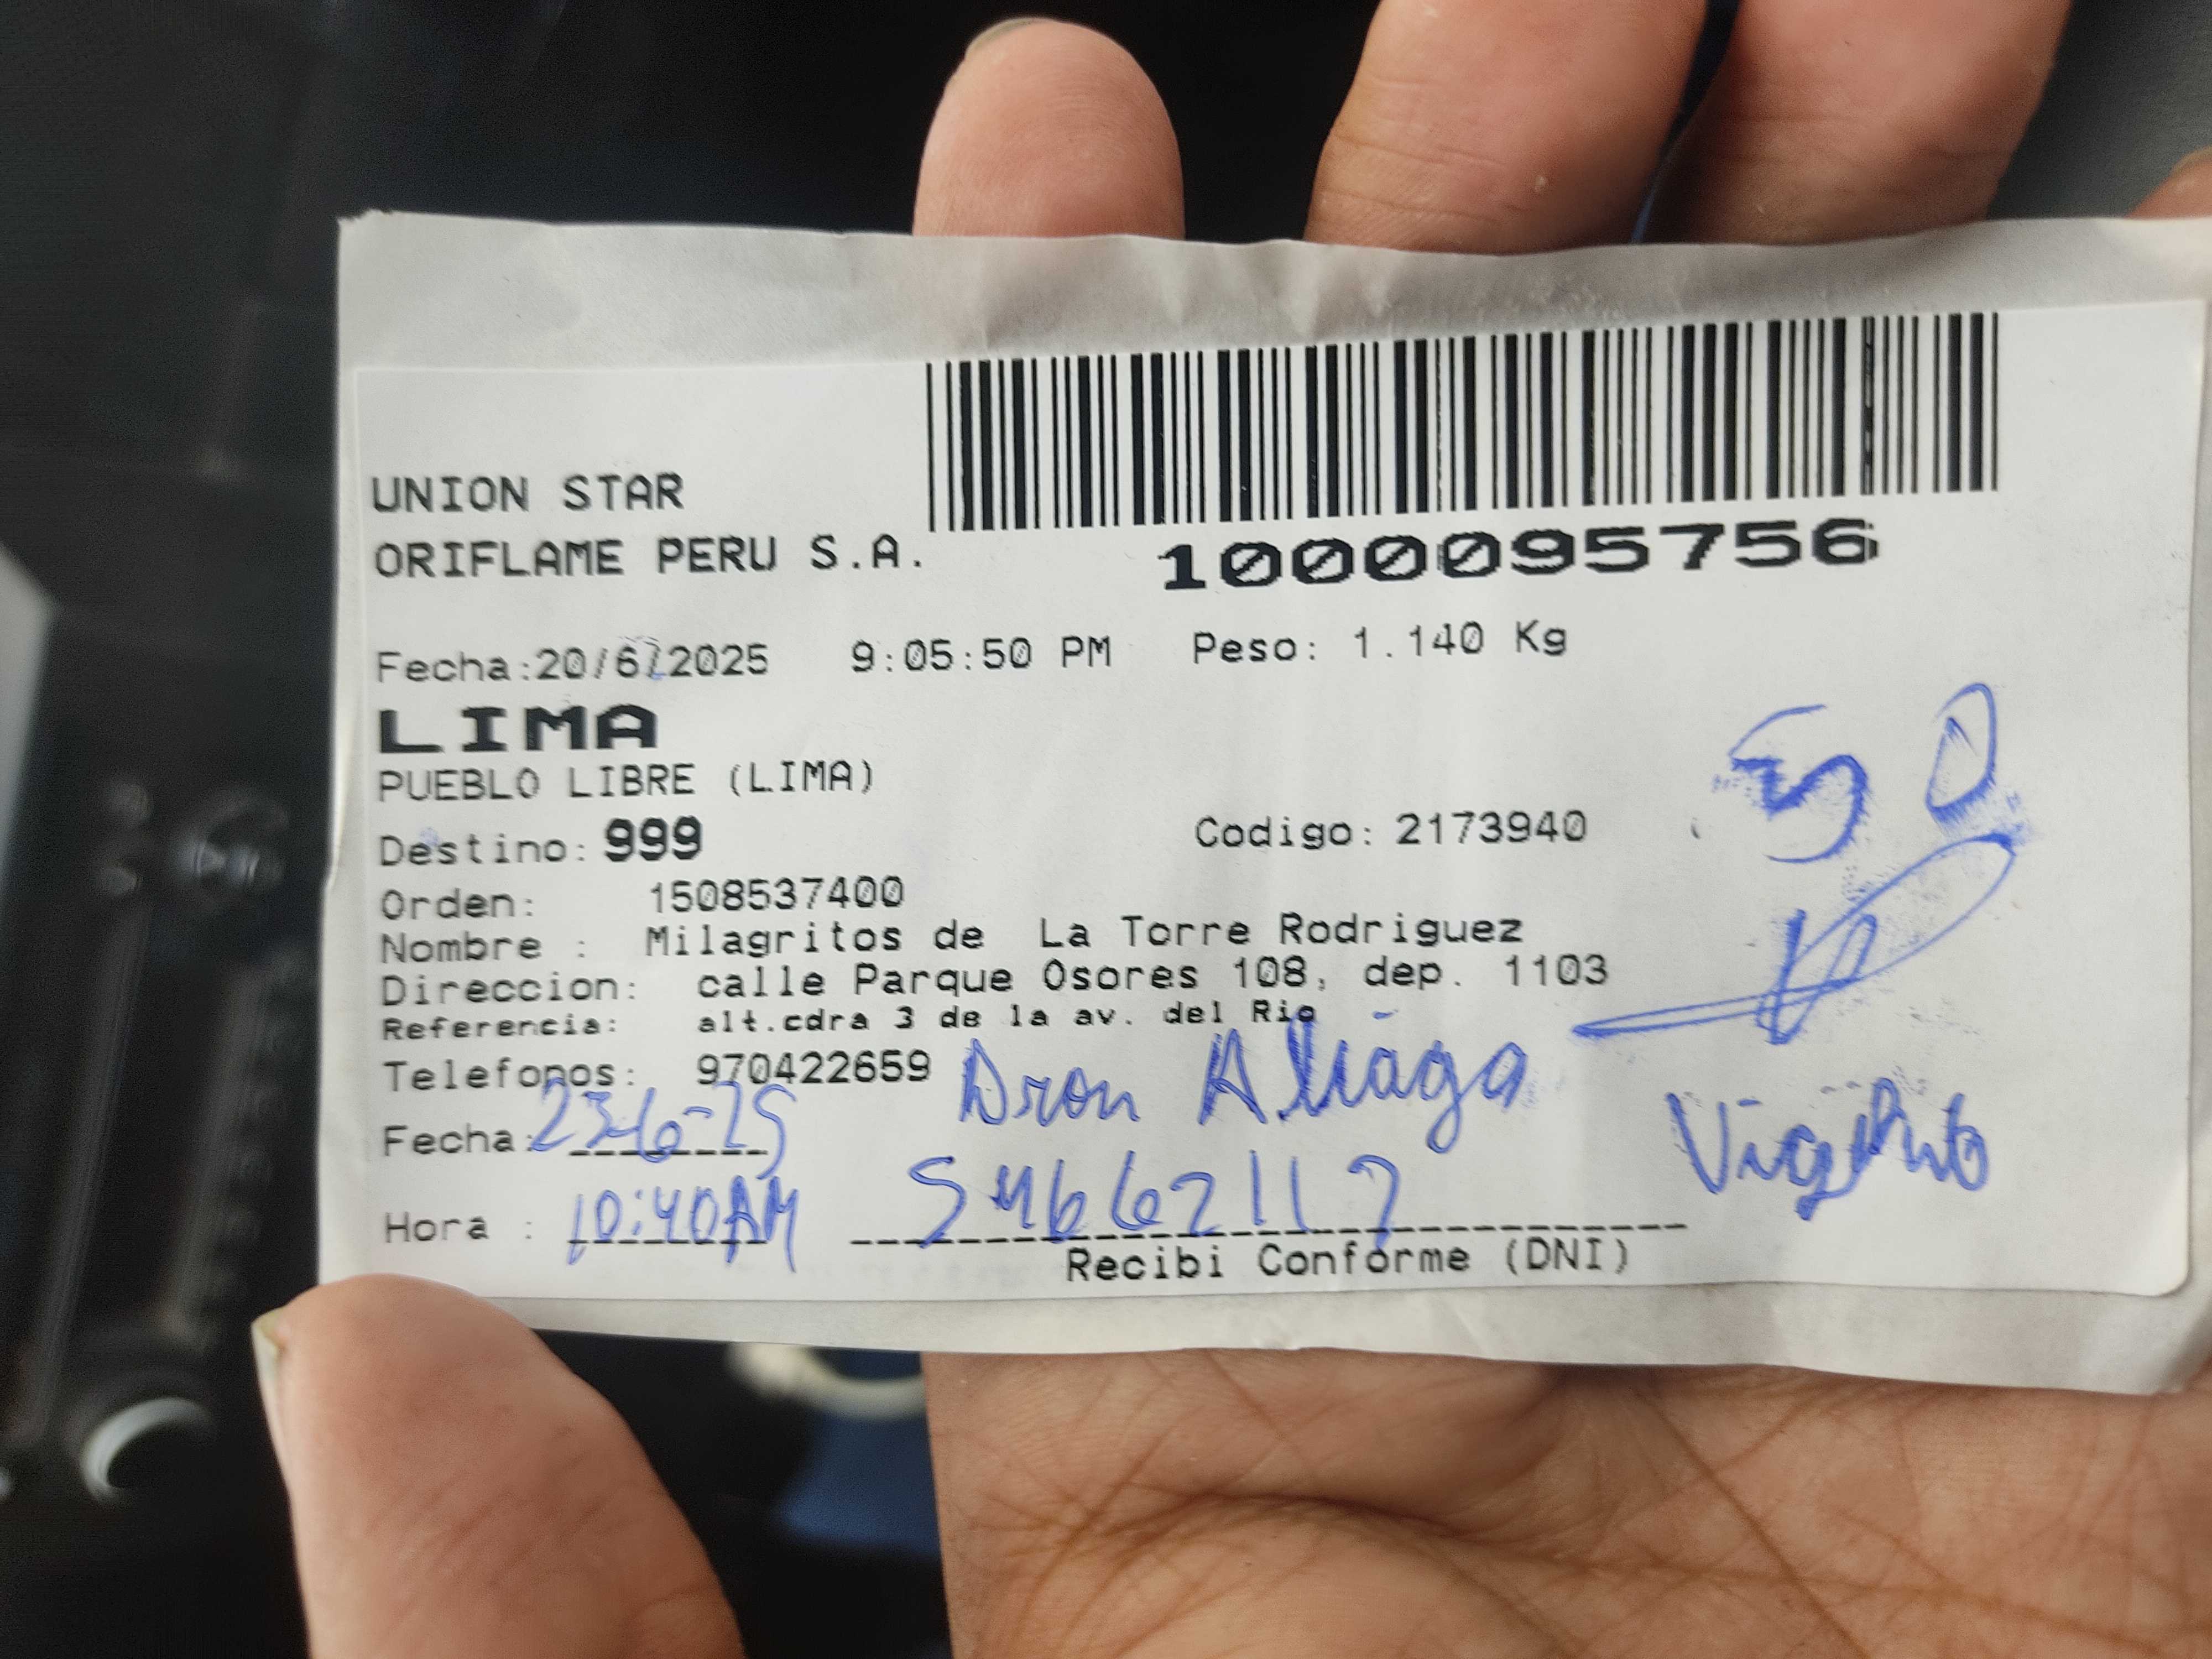 UNION STAR
ORIFLAME PERU S.A.
1000095756
Fecha:20/6/2025 9:05:50 PM Peso: 1.140 Kg
LIMA
PUEBLO LIBRE (LIMA)
50
Destino: 999 Codigo: 2173940
Orden: 1508537400
Nombre : Milagritos de La Torre Rodriguez
Direccion: calle Parque Osores 108, dep. 1103
Referencia: alt.cdra 3 de la av. del Rio
Telefonos: 970422659
Aliaga
Fecha: 23-6-25
Hora : 10:40AM
Recibi Conforme (DNI)